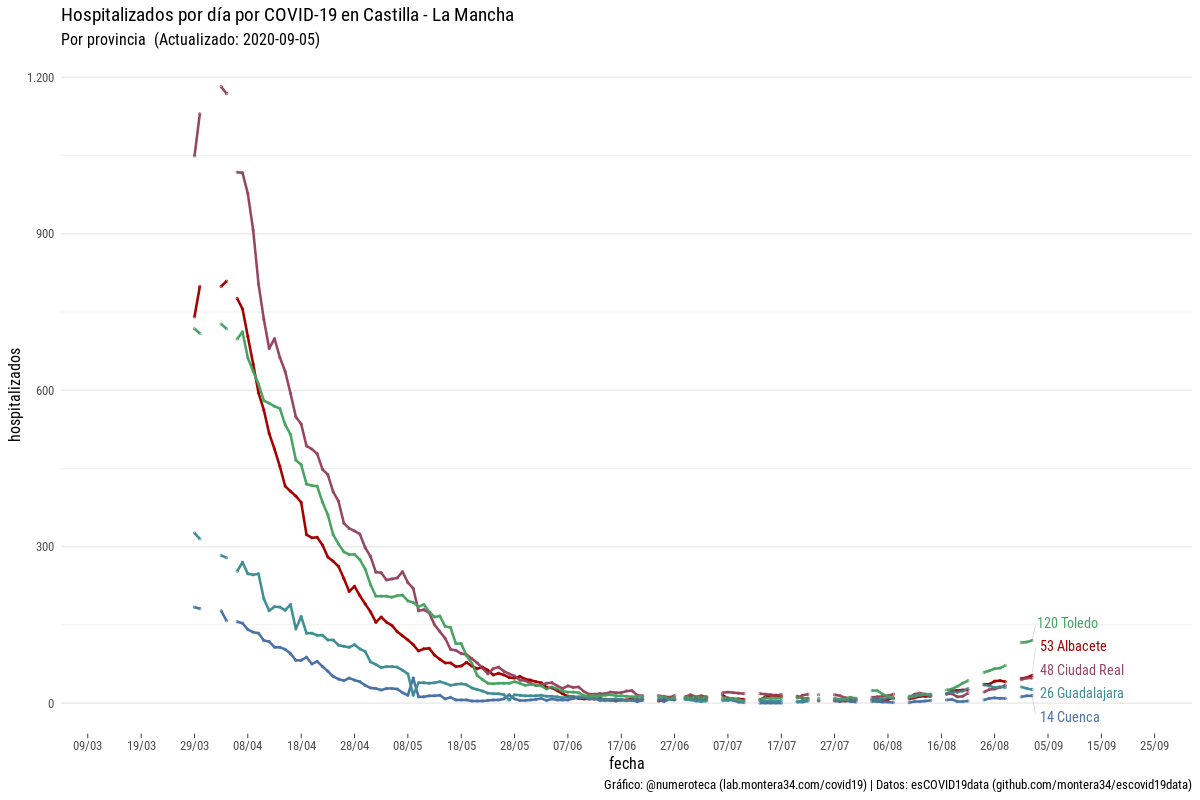 Hospitalizados por día por COVID-19 en Castilla - La Mancha
Por provincia  (Actualizado: 2020-09-05)
1.200
900
600
300
0
hospitalizados
120 Toledo
53 Albacete
48 Ciudad Real
26 Guadalajara
14 Cuenca
09/03 19/03 29/03 08/04 18/04 28/04 08/05 18/05 28/05 07/06 17/06 27/06 07/07 17/07 27/07 06/08 16/08 26/08 05/09 15/09 25/09
fecha
Gráfico: @numeroteca (lab.montera34.com/covid19) | Datos: esCOVID19data (github.com/montera34/escovid19data)